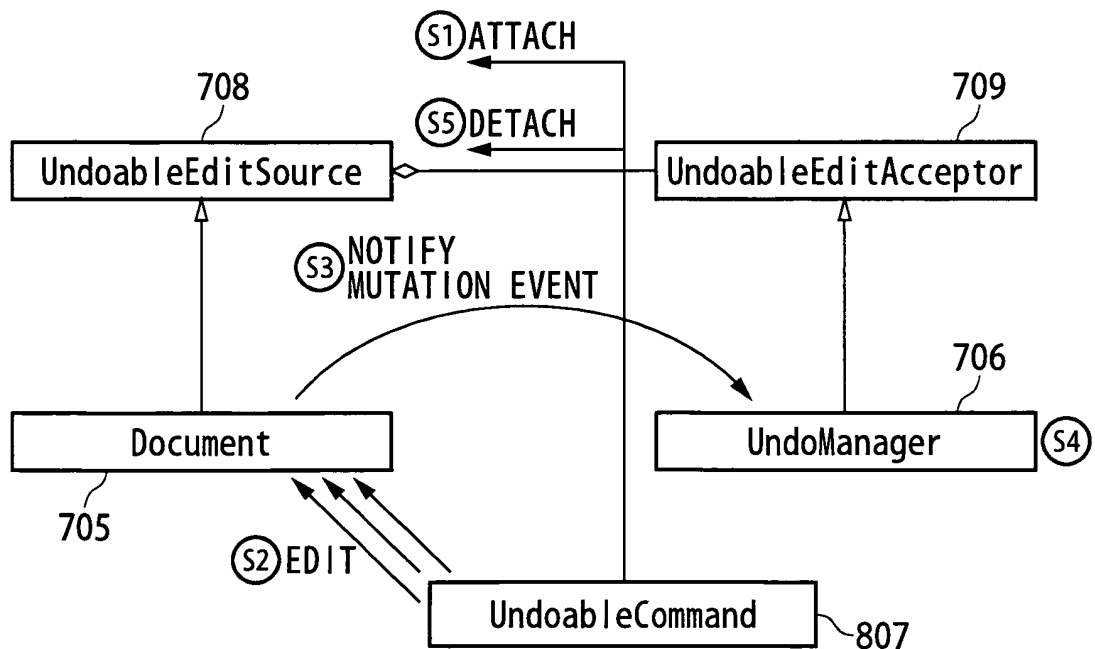 S1 ATTACH
708
709
S5 DETACH
UndoableEditSource
UndoableEditAcceptor
S3 NOTIFY
MUTATION EVENT
706
Document
UndoManager
S4
705
S2 EDIT
UndoableCommand
807